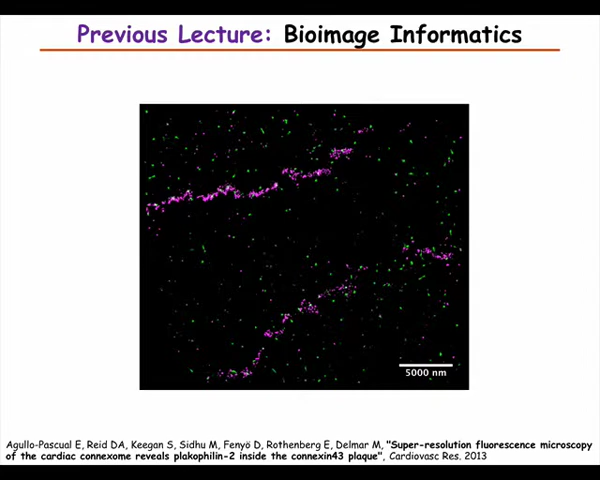 Previous Lecture: Bioimage Informatics
5000 nm
Agullo-Pascual E, Reid DA, Keegan S, Sidhu M, Fenyö D, Rothenberg E, Delmar M, "Super-resolution fluorescence microscopy
of the cardiac connexome reveals plakophilin-2 inside the connexin43 plaque", Cardiovasc Res. 2013